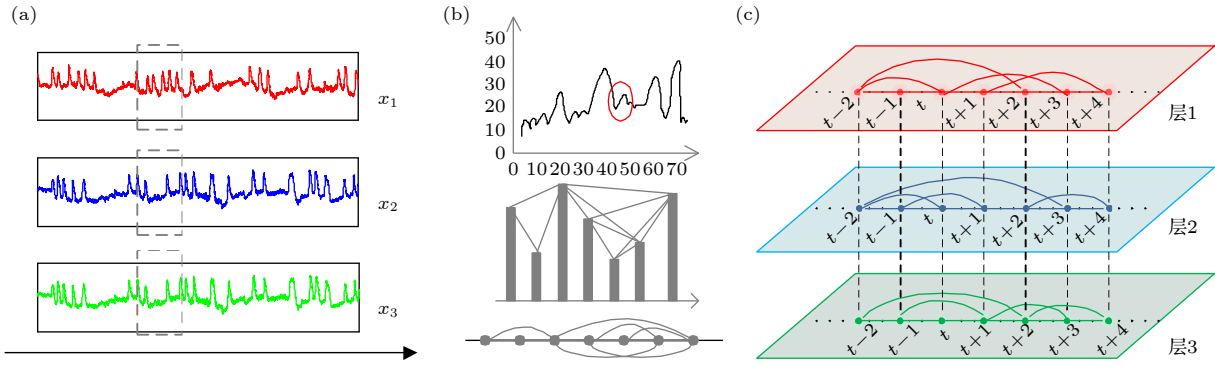 (a)
x1
x2
x3
(b)
50
40
30
20
10
0
0 10 20 30 40 50 60 70
(c)
t−2 t−1 t t+1 t+2 t+3 t+4
层1
t−2 t−1 t t+1 t+2 t+3 t+4
层2
t−2 t−1 t t+1 t+2 t+3 t+4
层3